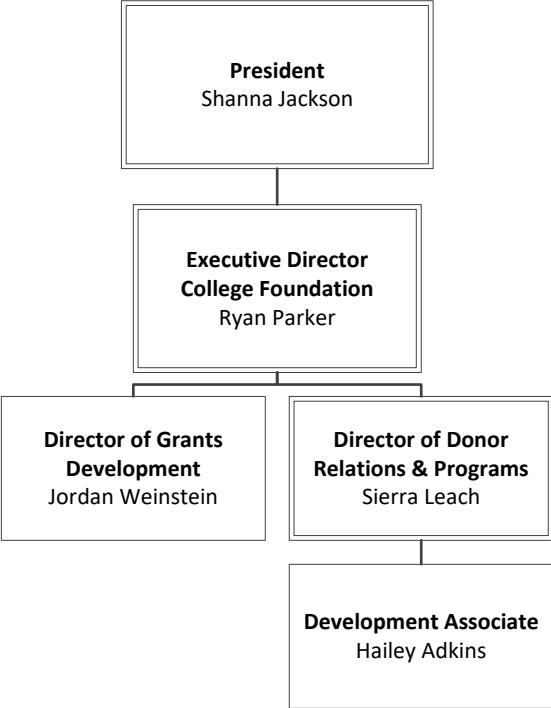 President
Shanna Jackson
Executive Director
College Foundation
Ryan Parker
Director of Grants
Development
Jordan Weinstein
Director of Donor
Relations & Programs
Sierra Leach
Development Associate
Hailey Adkins